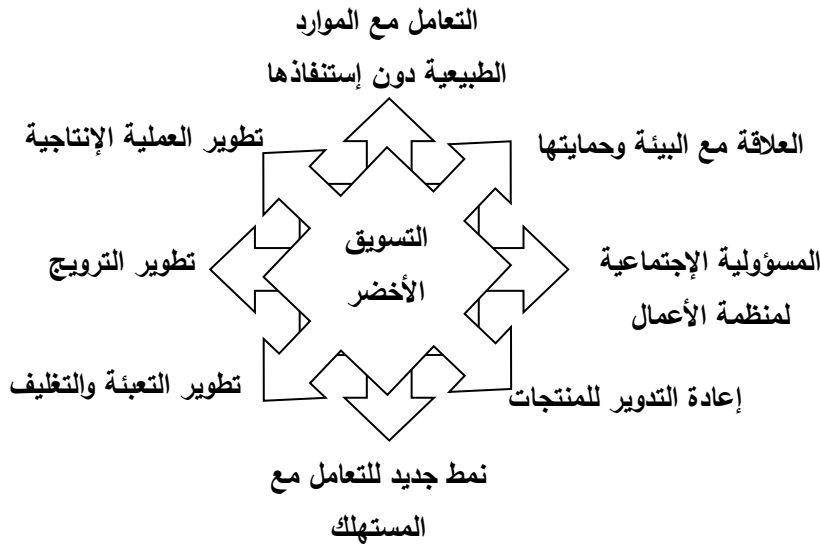 التعامل مع الموارد
الطبيعية دون إستنفاذها
العلاقة مع البيئة وحمايتها
تطوير العملية الإنتاجية
المسؤولية الإجتماعية
لمنظمة الأعمال
التسويق
الأخضر
تطوير الترويج
إعادة التدوير للمنتجات
تطوير التعبئة والتغليف
نمط جديد للتعامل مع
المستهلك